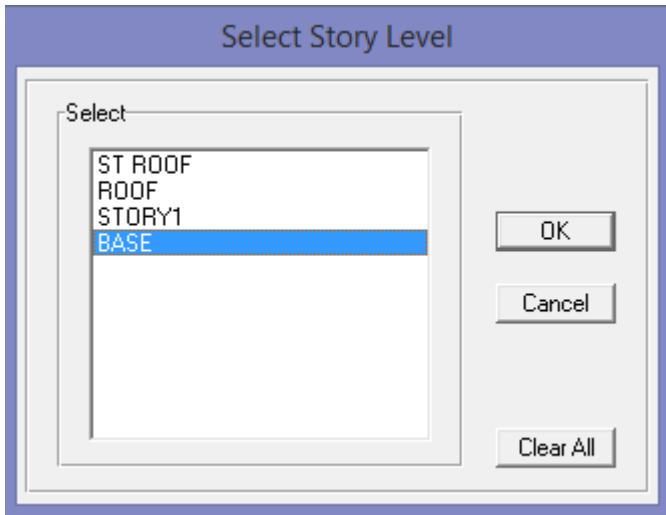 Select Story Level
Select
ST ROOF
ROOF
STORY1
BASE
OK
Cancel
Clear All